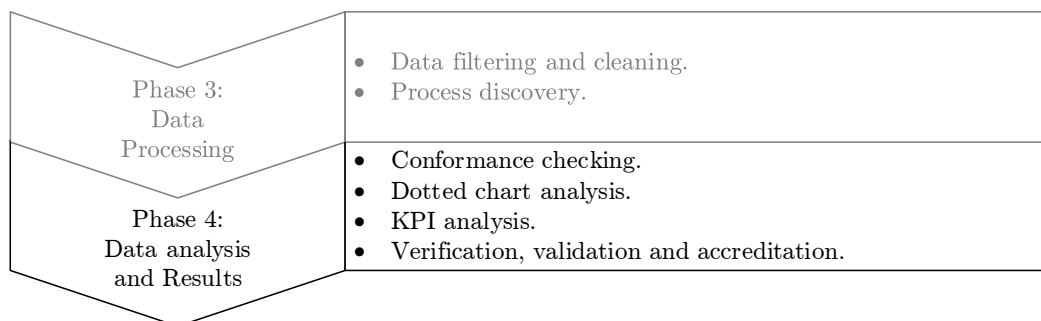 Phase 3:
Data
Processing
• Data filtering and cleaning.
• Process discovery.
Phase 4:
Data analysis
and Results
• Conformance checking.
• Dotted chart analysis.
• KPI analysis.
• Verification, validation and accreditation.